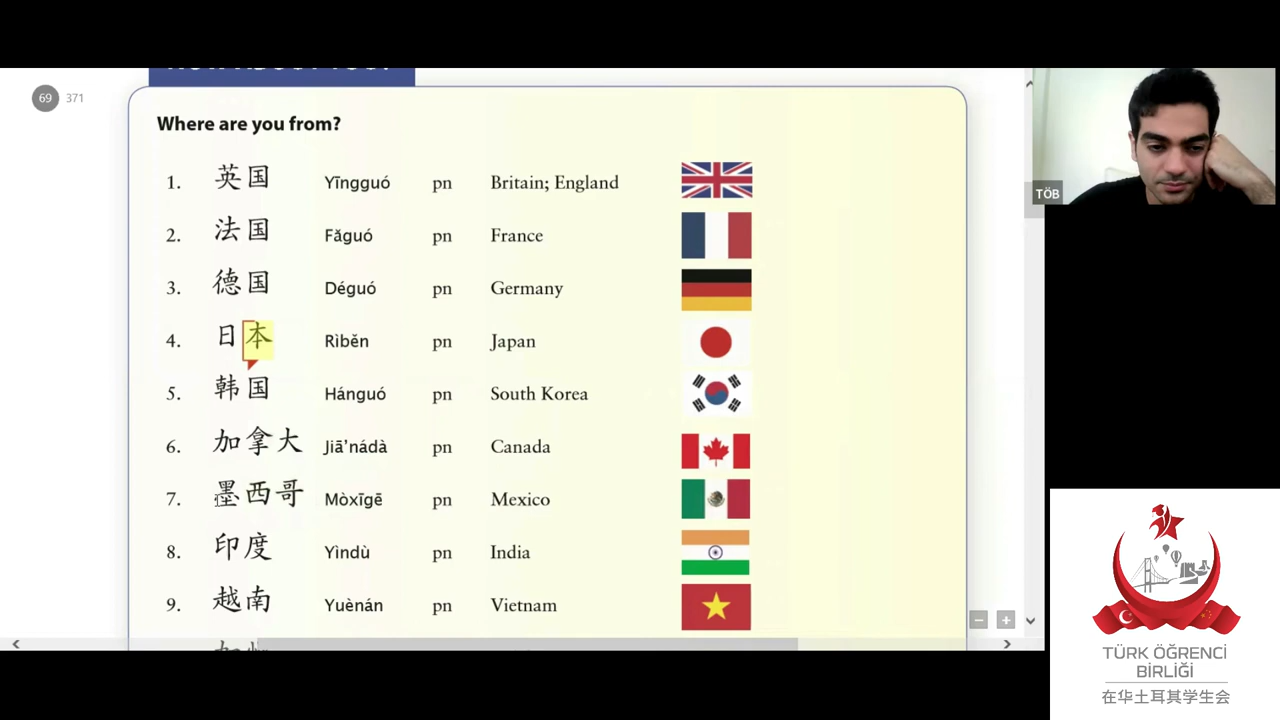 69 371
Where are you from?
1. 英国 Yīngguó pn Britain; England
2. 法国 Fǎguó pn France
3. 德国 Déguó pn Germany
4. 日本 Rìběn pn Japan
5. 韩国 Hánguó pn South Korea
6. 加拿大 Jiā'nádà pn Canada
7. 墨西哥 Mòxīgē pn Mexico
8. 印度 Yìndù pn India
9. 越南 Yuènán pn Vietnam
TÖB
TÜRK ÖĞRENCİ
BİRLİĞİ
在华土耳其学生会